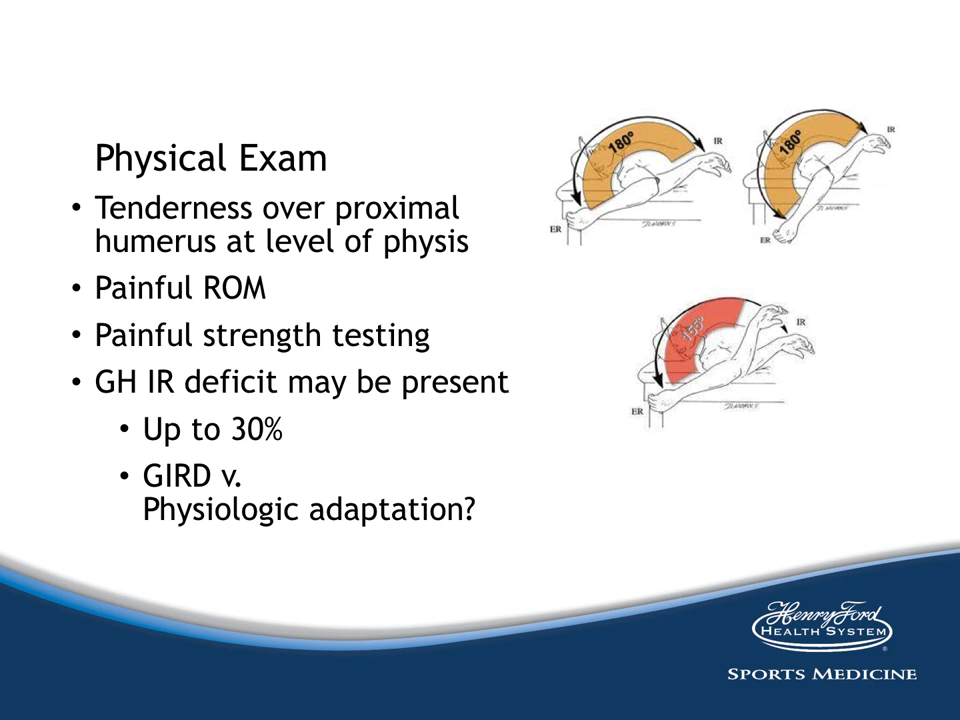 Physical Exam
• Tenderness over proximal
humerus at level of physis
• Painful ROM
• Painful strength testing
• GH IR deficit may be present
• Up to 30%
• GIRD v.
Physiologic adaptation?
180°
IR
ER
180°
IR
ER
155°
IR
ER
Henry Ford
HEALTH SYSTEM
®
SPORTS MEDICINE